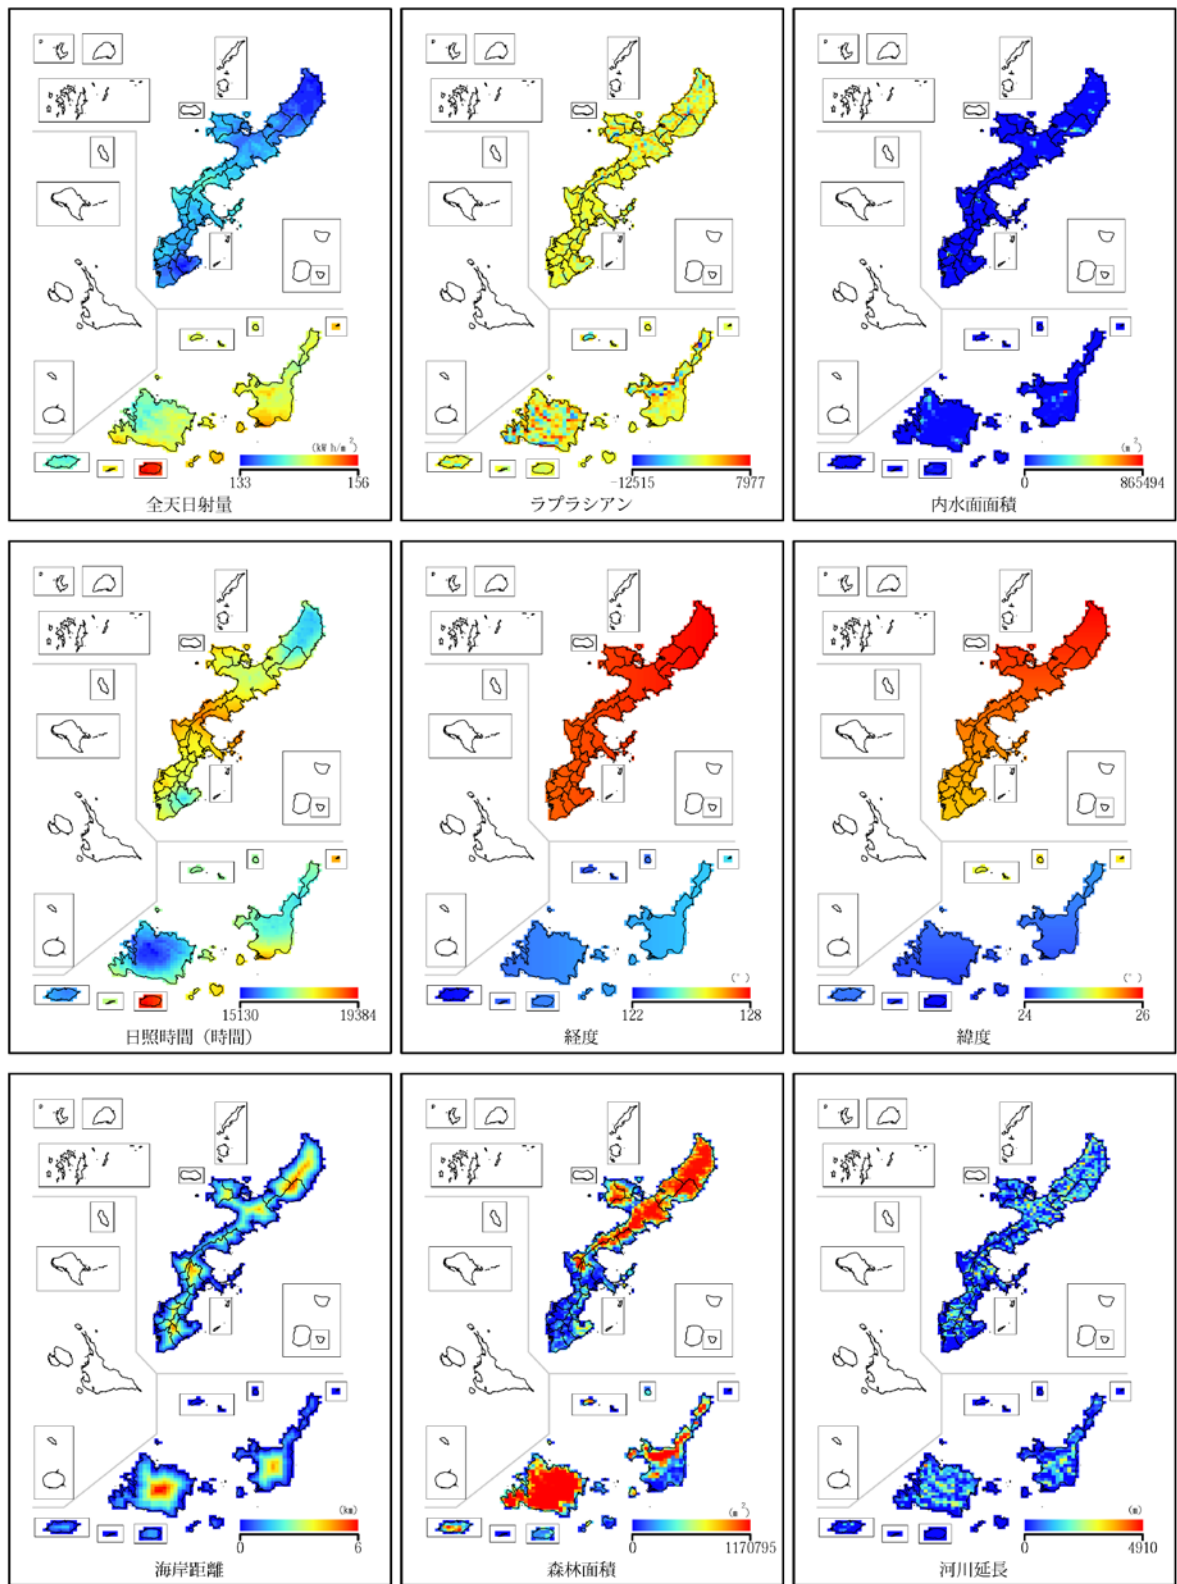 (kW h/m²)
133 156
全天日射量
-12515 7977
ラプラシアン
(m²)
0 865494
内水面面積
15130 19384
日照時間（時間）
(°)
122 128
経度
(°)
24 26
緯度
(km)
0 6
海岸距離
(m²)
0 1170795
森林面積
(m)
0 4910
河川延長